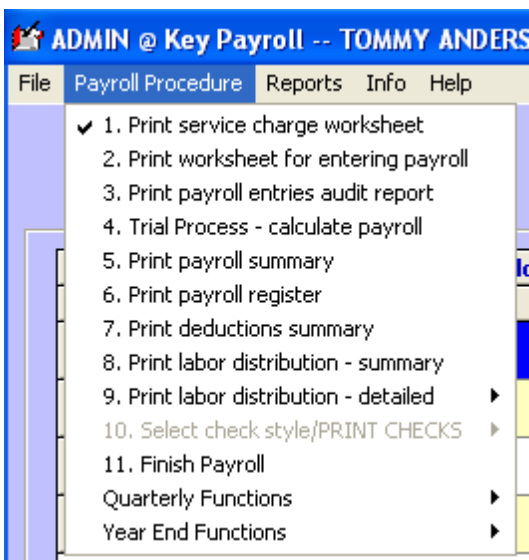 ADMIN @ Key Payroll -- TOMMY ANDERS
File Payroll Procedure Reports Info Help
✔ 1. Print service charge worksheet
2. Print worksheet for entering payroll
3. Print payroll entries audit report
4. Trial Process - calculate payroll
5. Print payroll summary
6. Print payroll register
7. Print deductions summary
8. Print labor distribution - summary
9. Print labor distribution - detailed
10. Select check style/PRINT CHECKS
11. Finish Payroll
Quarterly Functions
Year End Functions